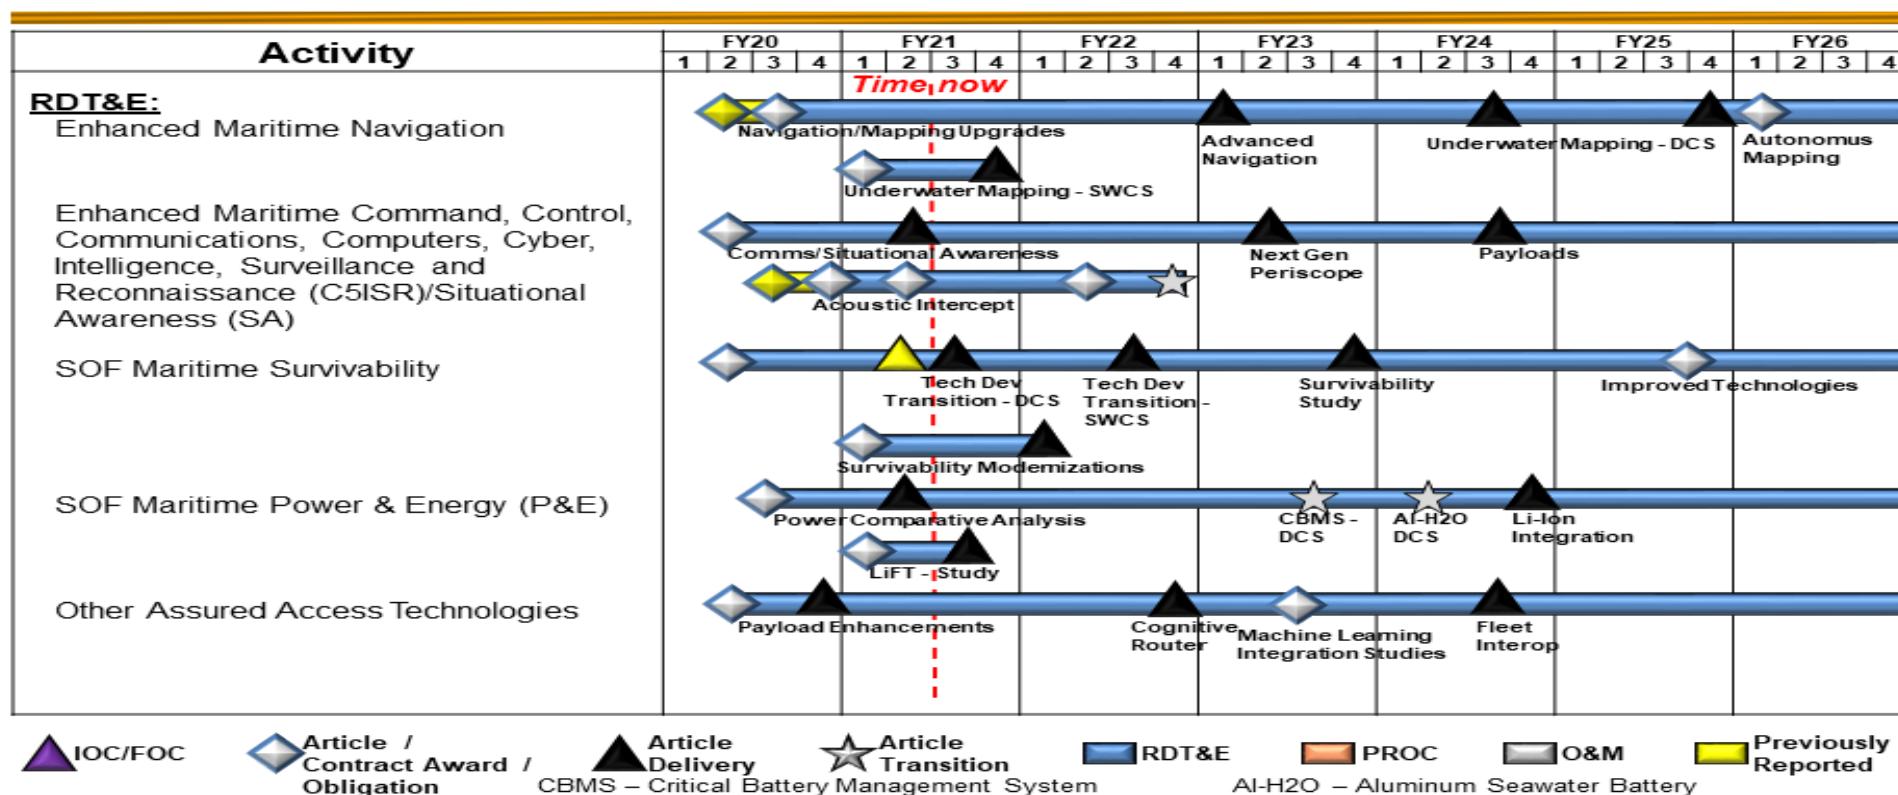 Activity
FY20 FY21 FY22 FY23 FY24 FY25 FY26
1 2 3 4 1 2 3 4 1 2 3 4 1 2 3 4 1 2 3 4 1 2 3 4 1 2 3 4
Time now
RDT&E:
Enhanced Maritime Navigation
Navigation/Mapping Upgrades
Advanced
Navigation
Underwater Mapping - DCS
Autonomus
Mapping
Underwater Mapping - SWCS
Enhanced Maritime Command, Control,
Communications, Computers, Cyber,
Intelligence, Surveillance and
Reconnaissance (C5ISR)/Situational
Awareness (SA)
Comms/Situational Awareness
Next Gen
Periscope
Payloads
Acoustic Intercept
SOF Maritime Survivability
Tech Dev
Transition - DCS
Tech Dev
Transition -
SWCS
Survivability
Study
Improved Technologies
Survivability Modernizations
SOF Maritime Power & Energy (P&E)
Power Comparative Analysis
CBMS -
DCS
Al-H2O
DCS
Li-Ion
Integration
LiFT - Study
Other Assured Access Technologies
Payload Enhancements
Cognitive
Router
Machine Learning
Integration Studies
Fleet
Interop
IOC/FOC
Article /
Contract Award /
Obligation
Article
Delivery
Article
Transition
RDT&E
PROC
O&M
Previously
Reported
CBMS – Critical Battery Management System
Al-H2O – Aluminum Seawater Battery